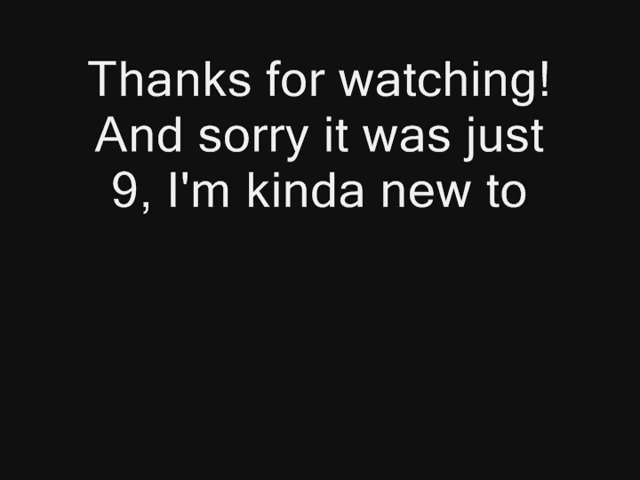 Thanks for watching!
And sorry it was just
9, I'm kinda new to